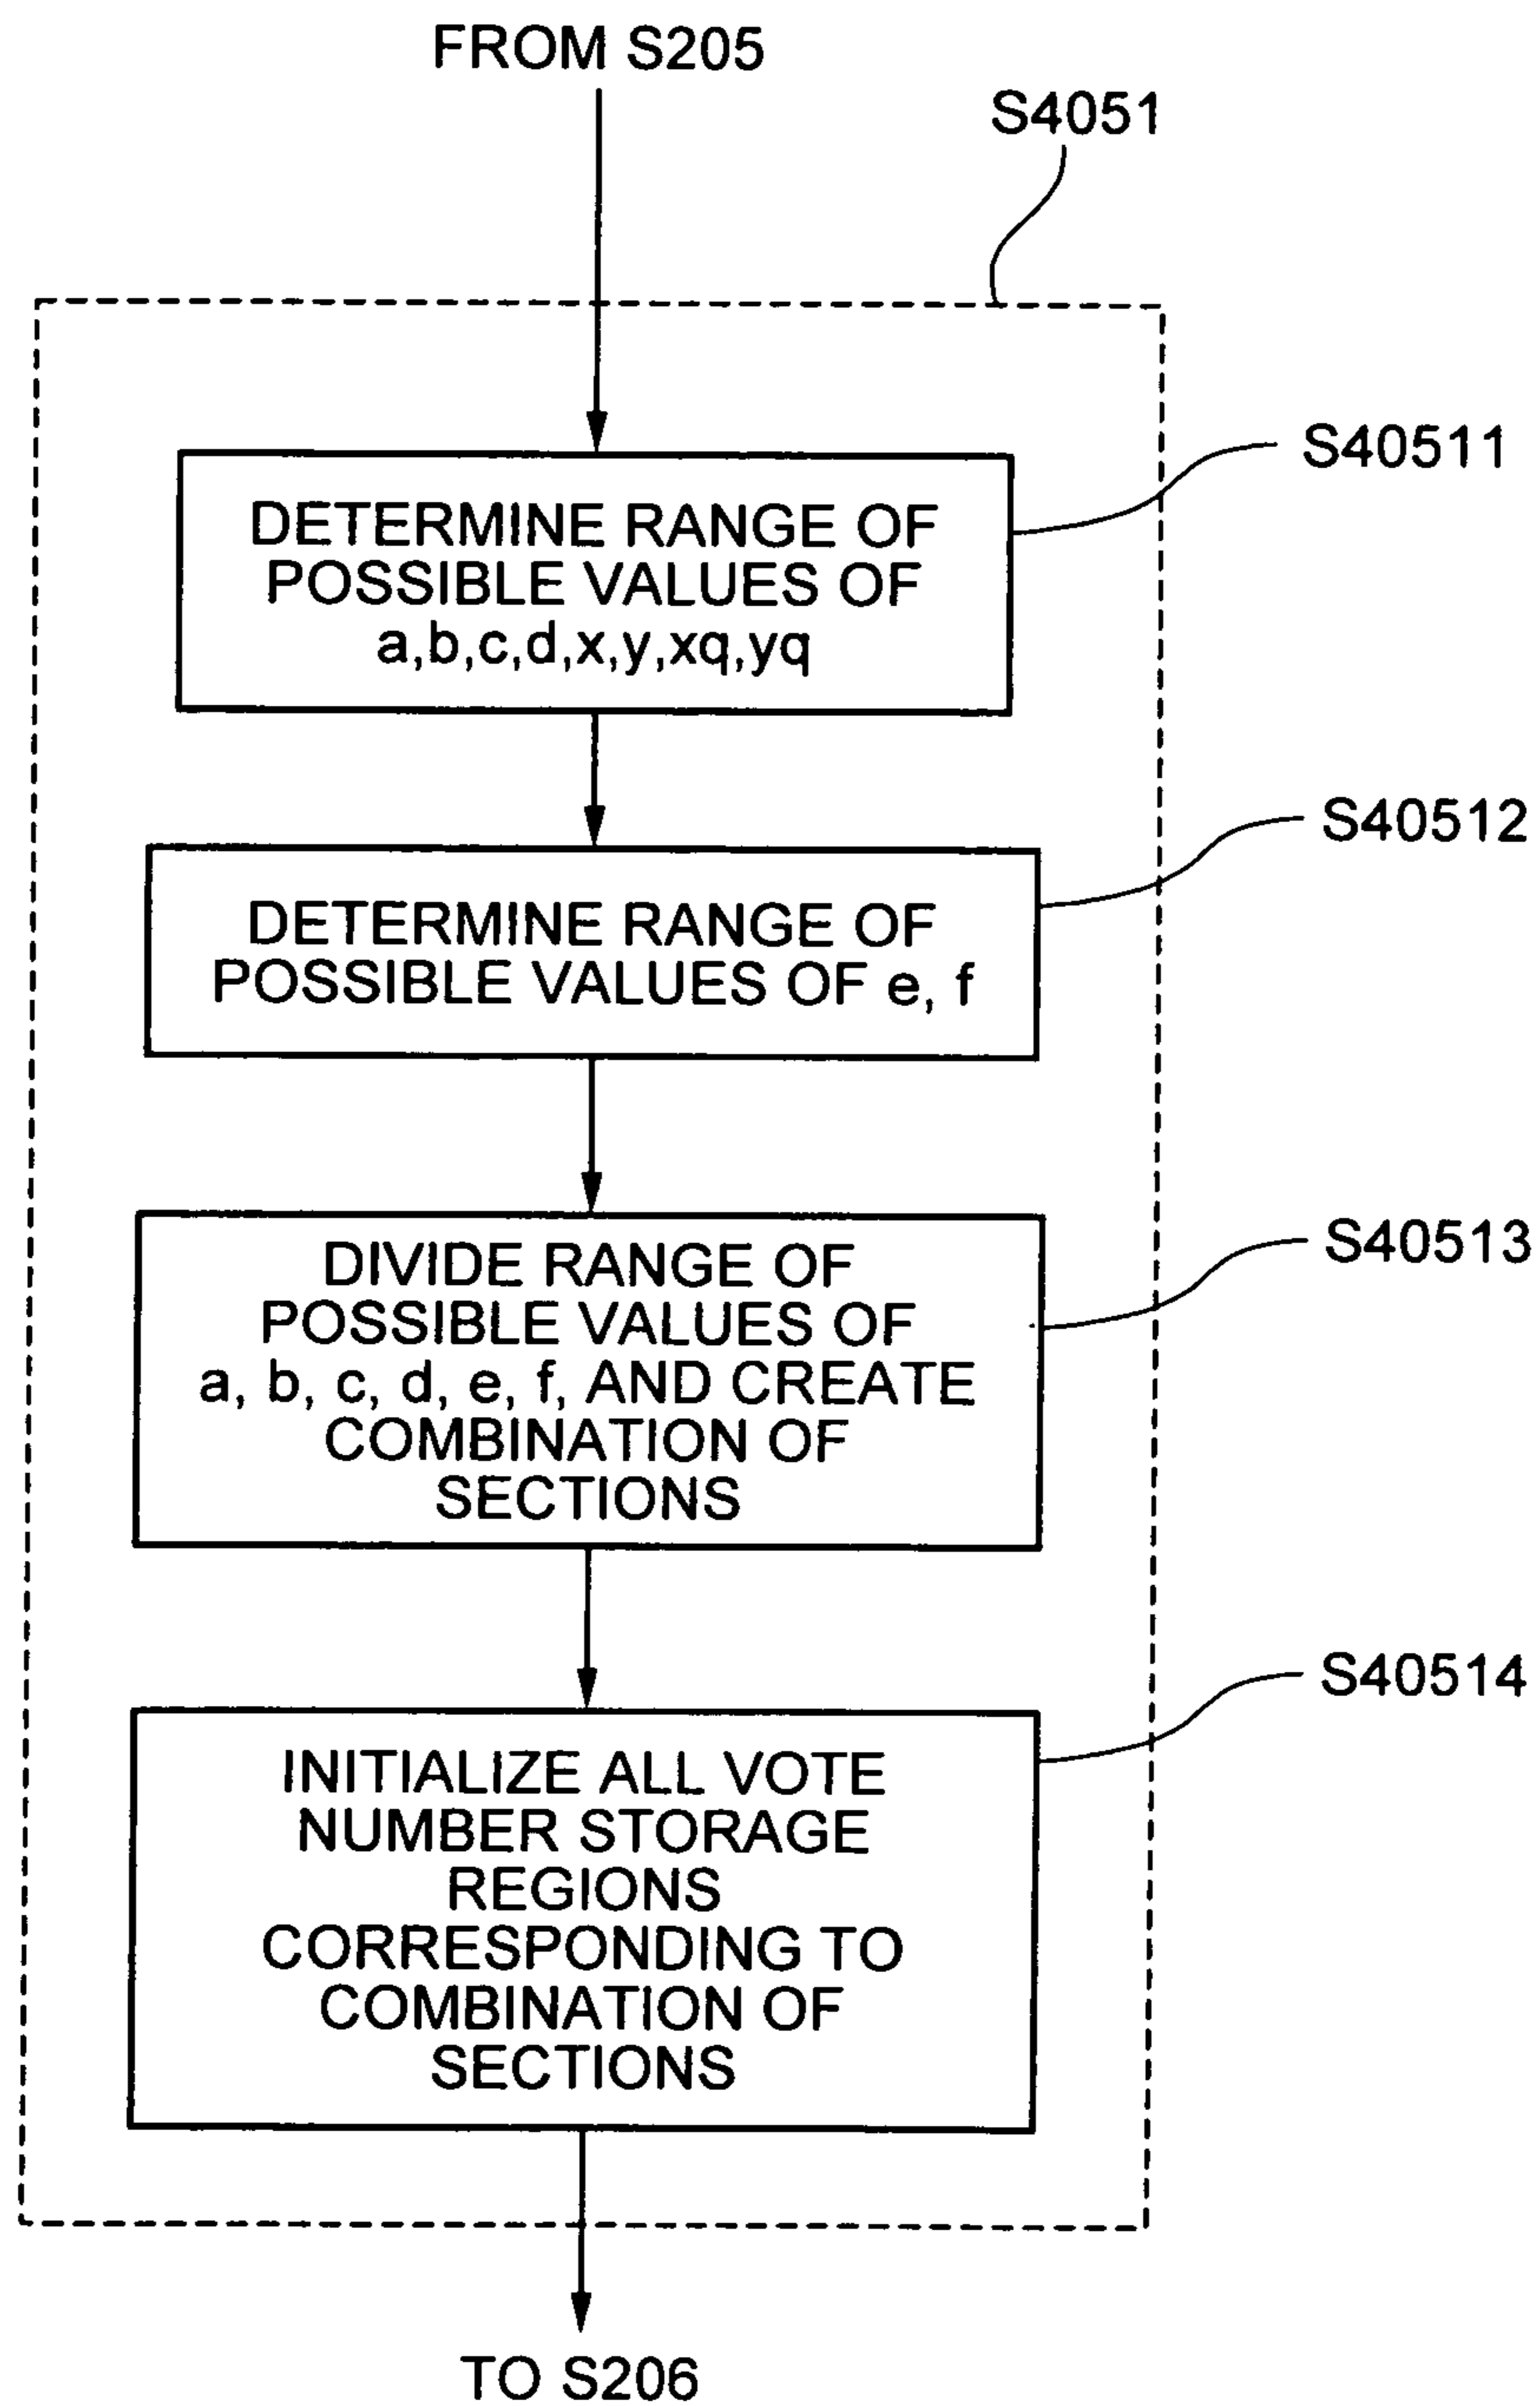 FROM S205
S4051
S40511
DETERMINE RANGE OF
POSSIBLE VALUES OF
a,b,c,d,x,y,xq,yq
S40512
DETERMINE RANGE OF
POSSIBLE VALUES OF e, f
S40513
DIVIDE RANGE OF
POSSIBLE VALUES OF
a, b, c, d, e, f, AND CREATE
COMBINATION OF
SECTIONS
S40514
INITIALIZE ALL VOTE
NUMBER STORAGE
REGIONS
CORRESPONDING TO
COMBINATION OF
SECTIONS
TO S206